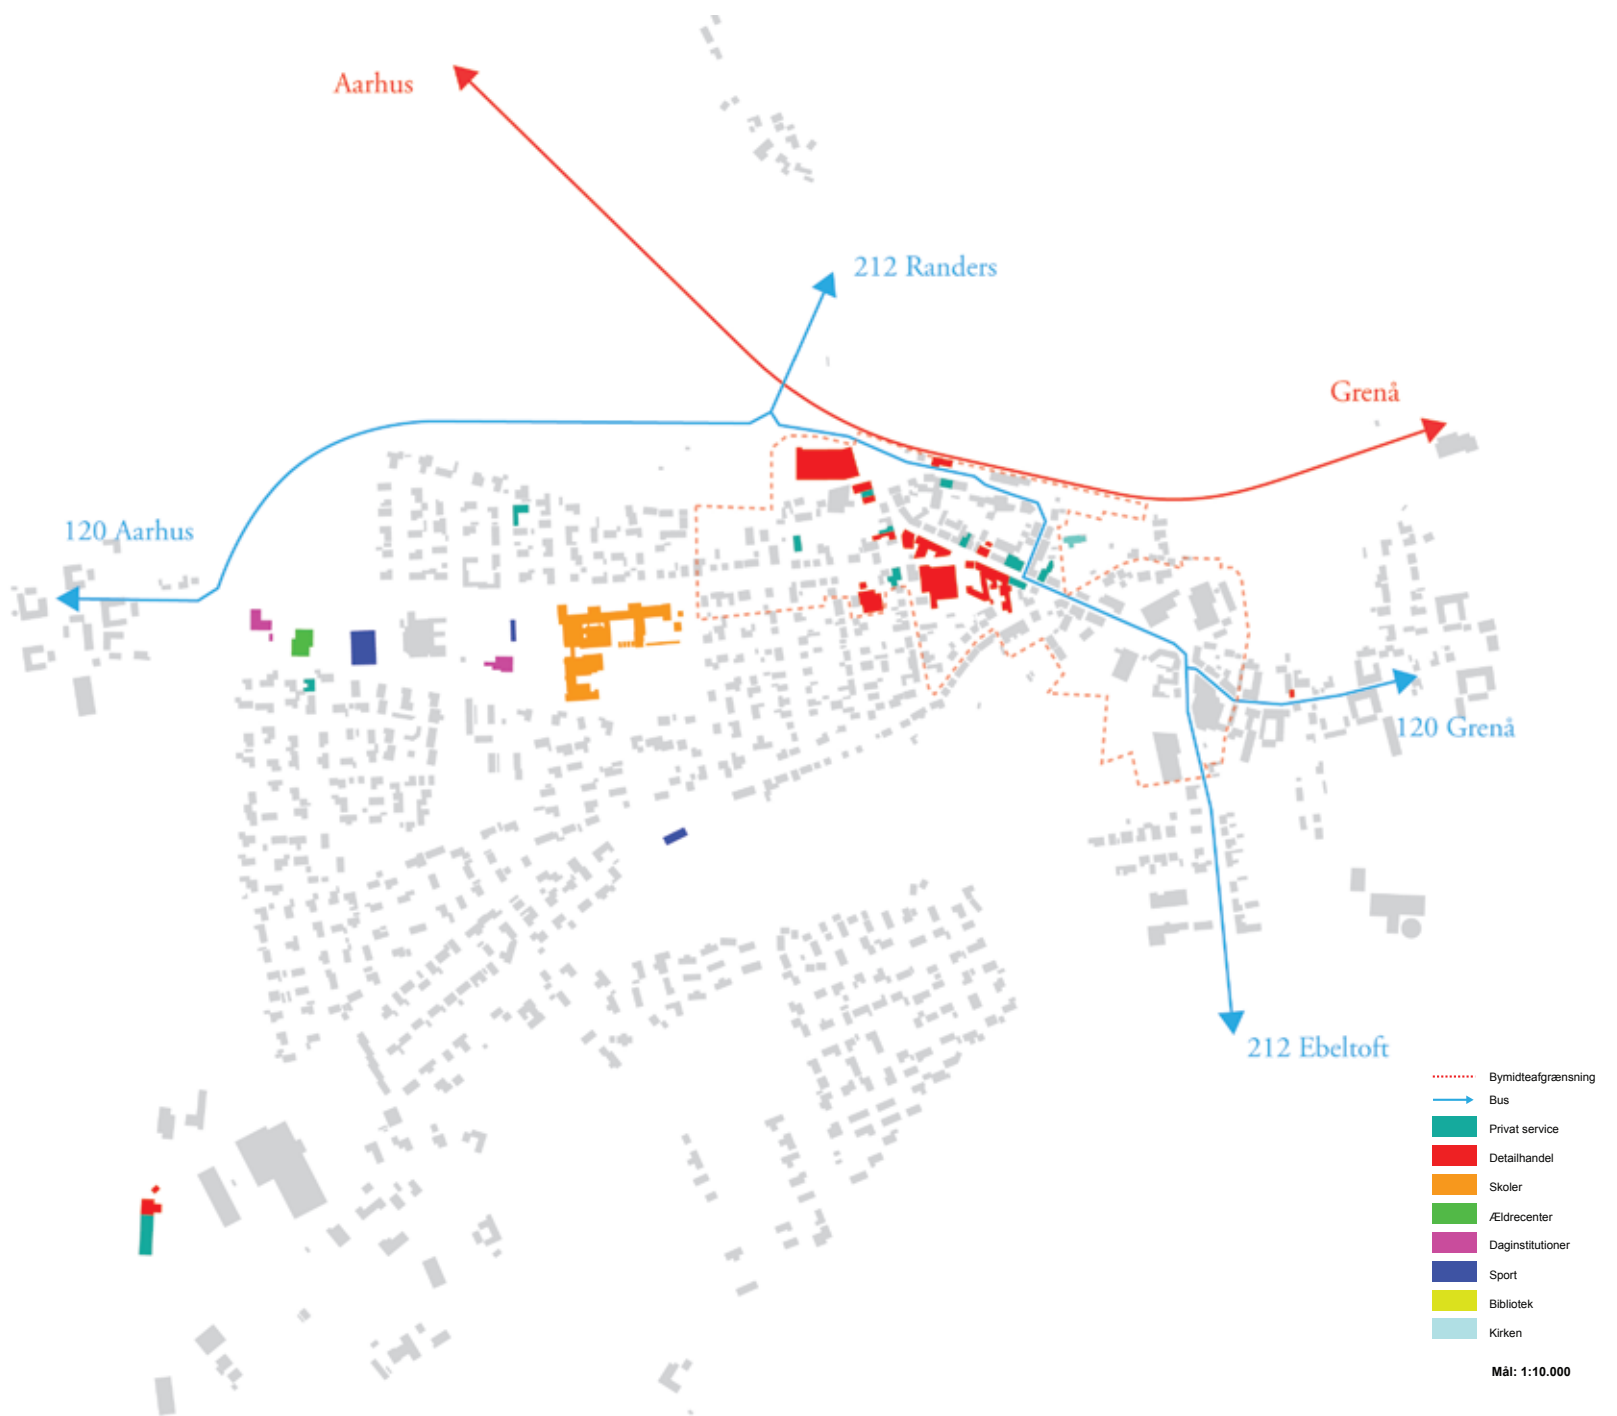 Aarhus
212 Randers
Grenå
120 Aarhus
120 Grenå
212 Ebeltoft
Bymidteafgrænsning
Bus
Privat service
Detailhandel
Skoler
Ældrecenter
Daginstitutioner
Sport
Bibliotek
Kirken
Mål: 1:10.000